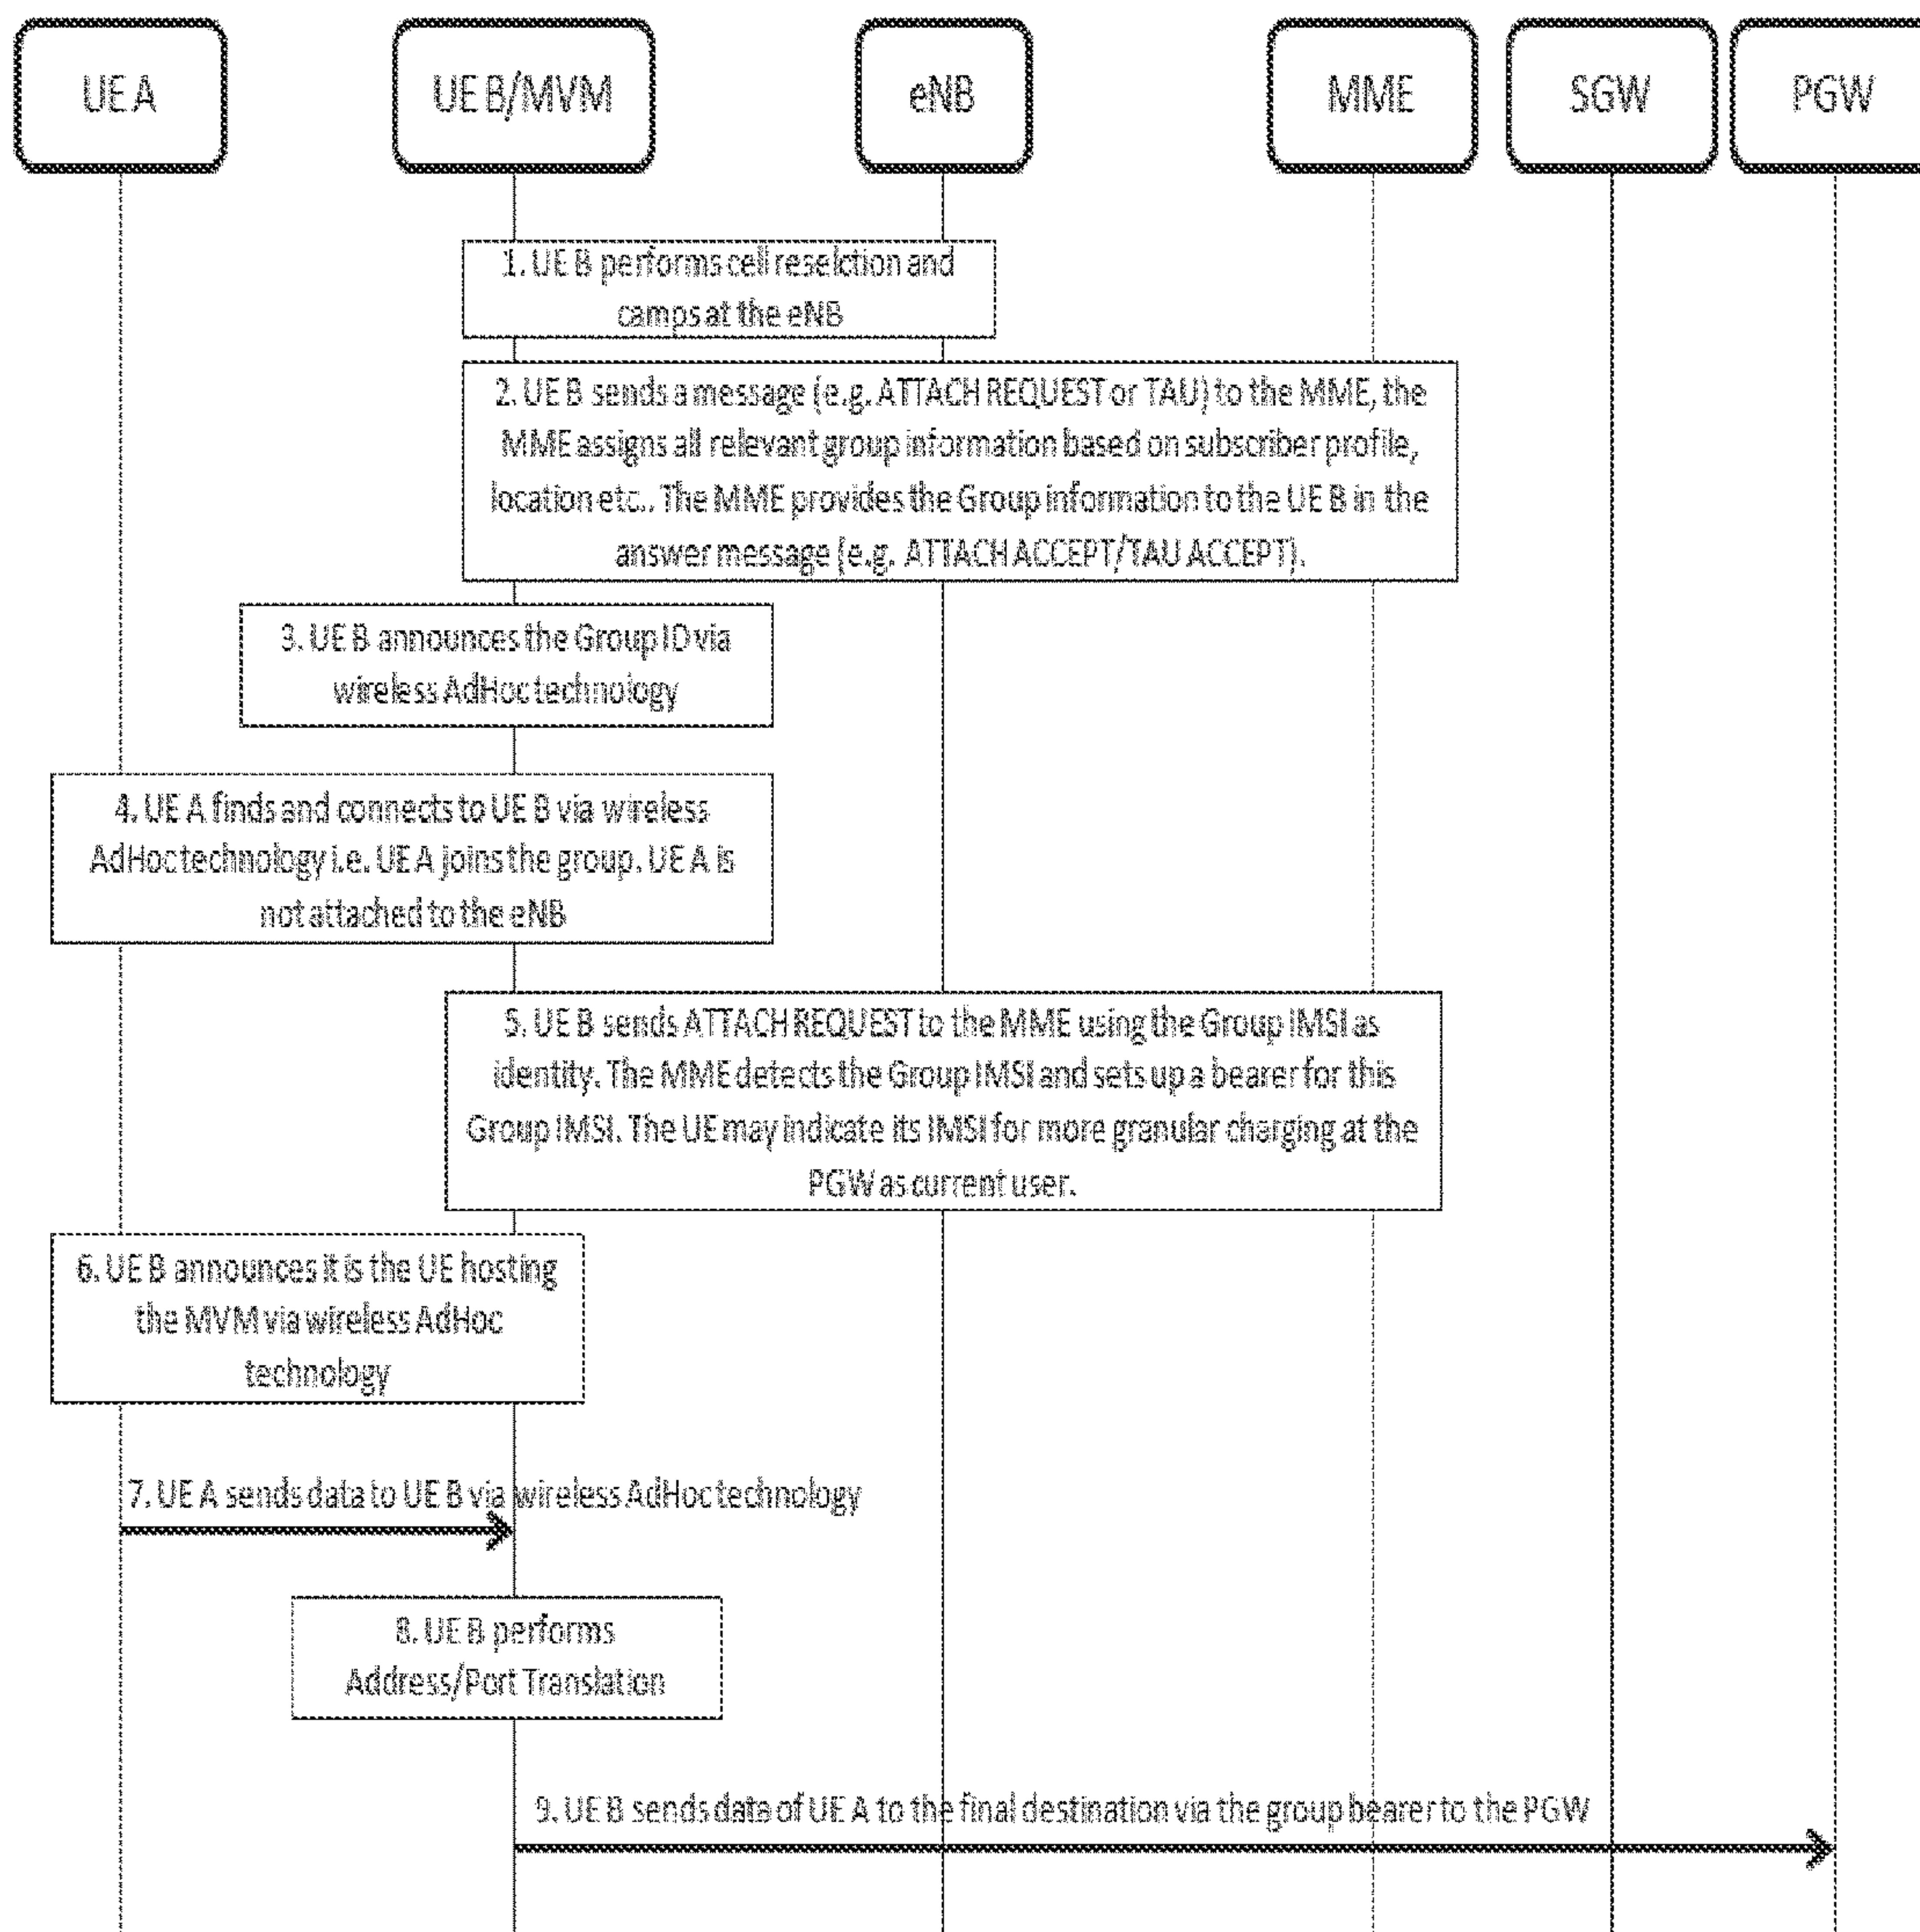 UE A
UE B/MVM
eNB
MME
SGW
PGW
1. UE B performs cell reselction and
camps at the eNB
2. UE B sends a message (e.g. ATTACH REQUEST or TAU) to the MME, the
MME assigns all relevant group information based on subscriber profile,
location etc.. The MME provides the Group information to the UE B in the
answer message (e.g. ATTACH ACCEPT/TAU ACCEPT).
3. UE B announces the Group ID via
wireless AdHoc technology
4. UE A finds and connects to UE B via wireless
AdHoc technology i.e. UE A joins the group. UE A is
not attached to the eNB
5. UE B sends ATTACH REQUEST to the MME using the Group IMSI as
identity. The MME detects the Group IMSI and sets up a bearer for this
Group IMSI. The UE may indicate its IMSI for more granular charging at the
PGW as current user.
6. UE B announces it is the UE hosting
the MVM via wireless AdHoc
technology
7. UE A sends data to UE B via wireless AdHoc technology
8. UE B performs
Address/Port Translation
9. UE B sends data of UE A to the final destination via the group bearer to the PGW